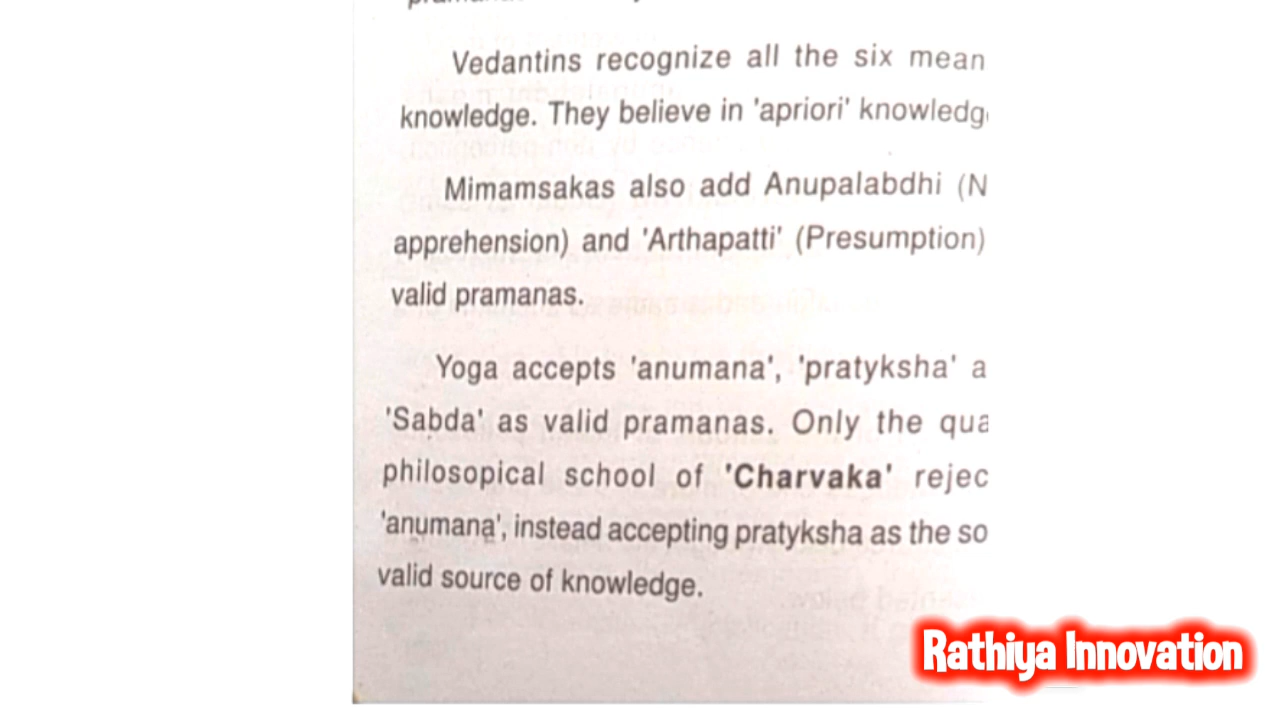 Vedantins recognize all the six mean
knowledge. They believe in 'apriori' knowledg
Mimamsakas also add Anupalabdhi (N
apprehension) and 'Arthapatti' (Presumption)
valid pramanas.
Yoga accepts 'anumana', 'pratyksha' a
'Sabda' as valid pramanas. Only the qua
philosopical school of 'Charvaka' rejec
'anumana', instead accepting pratyksha as the so
valid source of knowledge.
Rathiya Innovation